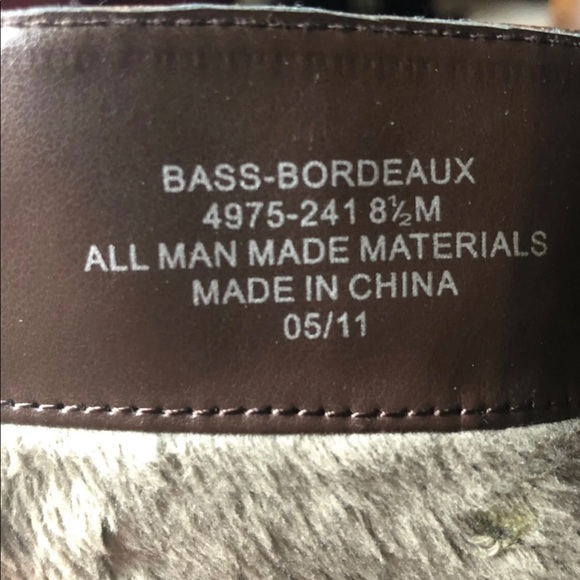 BASS-BORDEAUX
4975-241 8½M
ALL MAN MADE MATERIALS
MADE IN CHINA
05/11